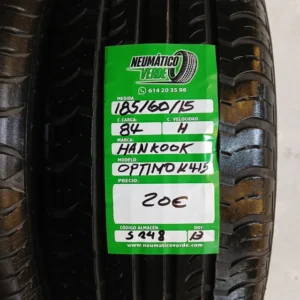 NEUMÁTICO
VERDE
614 20 35 98
MEDIDA
185/60/15
C. CARGA C. VELOCIDAD
84 H
MARCA
HANKOOK
MODELO
OPTIMO K415
PRECIO
20€
CÓDIGO ALMACÉN DOT
S 248
www.neumaticoverde.com